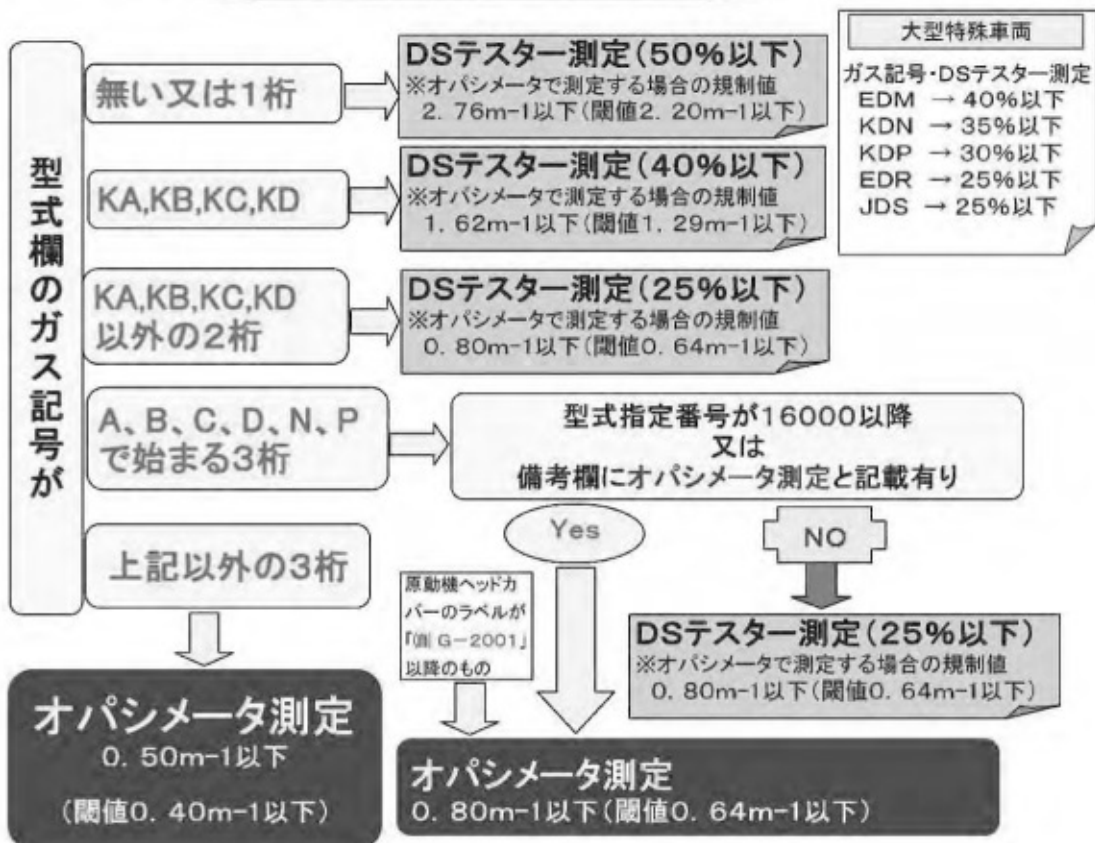 型式欄のガス記号が
無い又は1桁
DSテスター測定(50%以下)
※オパシメータで測定する場合の規制値
2. 76m-1以下(閾値2. 20m-1以下)
KA,KB,KC,KD
DSテスター測定(40%以下)
※オパシメータで測定する場合の規制値
1. 62m-1以下(閾値1. 29m-1以下)
KA,KB,KC,KD
以外の2桁
DSテスター測定(25%以下)
※オパシメータで測定する場合の規制値
0. 80m-1以下(閾値0. 64m-1以下)
大型特殊車両
ガス記号・DSテスター測定
EDM → 40%以下
KDN → 35%以下
KDP → 30%以下
EDR → 25%以下
JDS → 25%以下
A、B、C、D、N、P
で始まる3桁
型式指定番号が16000以降
又は
備考欄にオパシメータ測定と記載有り
Yes
NO
上記以外の3桁
原動機ヘッドカ
バーのラベルが
「 G-2001」
以降のもの
DSテスター測定(25%以下)
※オパシメータで測定する場合の規制値
0. 80m-1以下(閾値0. 64m-1以下)
オパシメータ測定
0. 50m-1以下
(閾値0. 40m-1以下)
オパシメータ測定
0. 80m-1以下(閾値0. 64m-1以下)